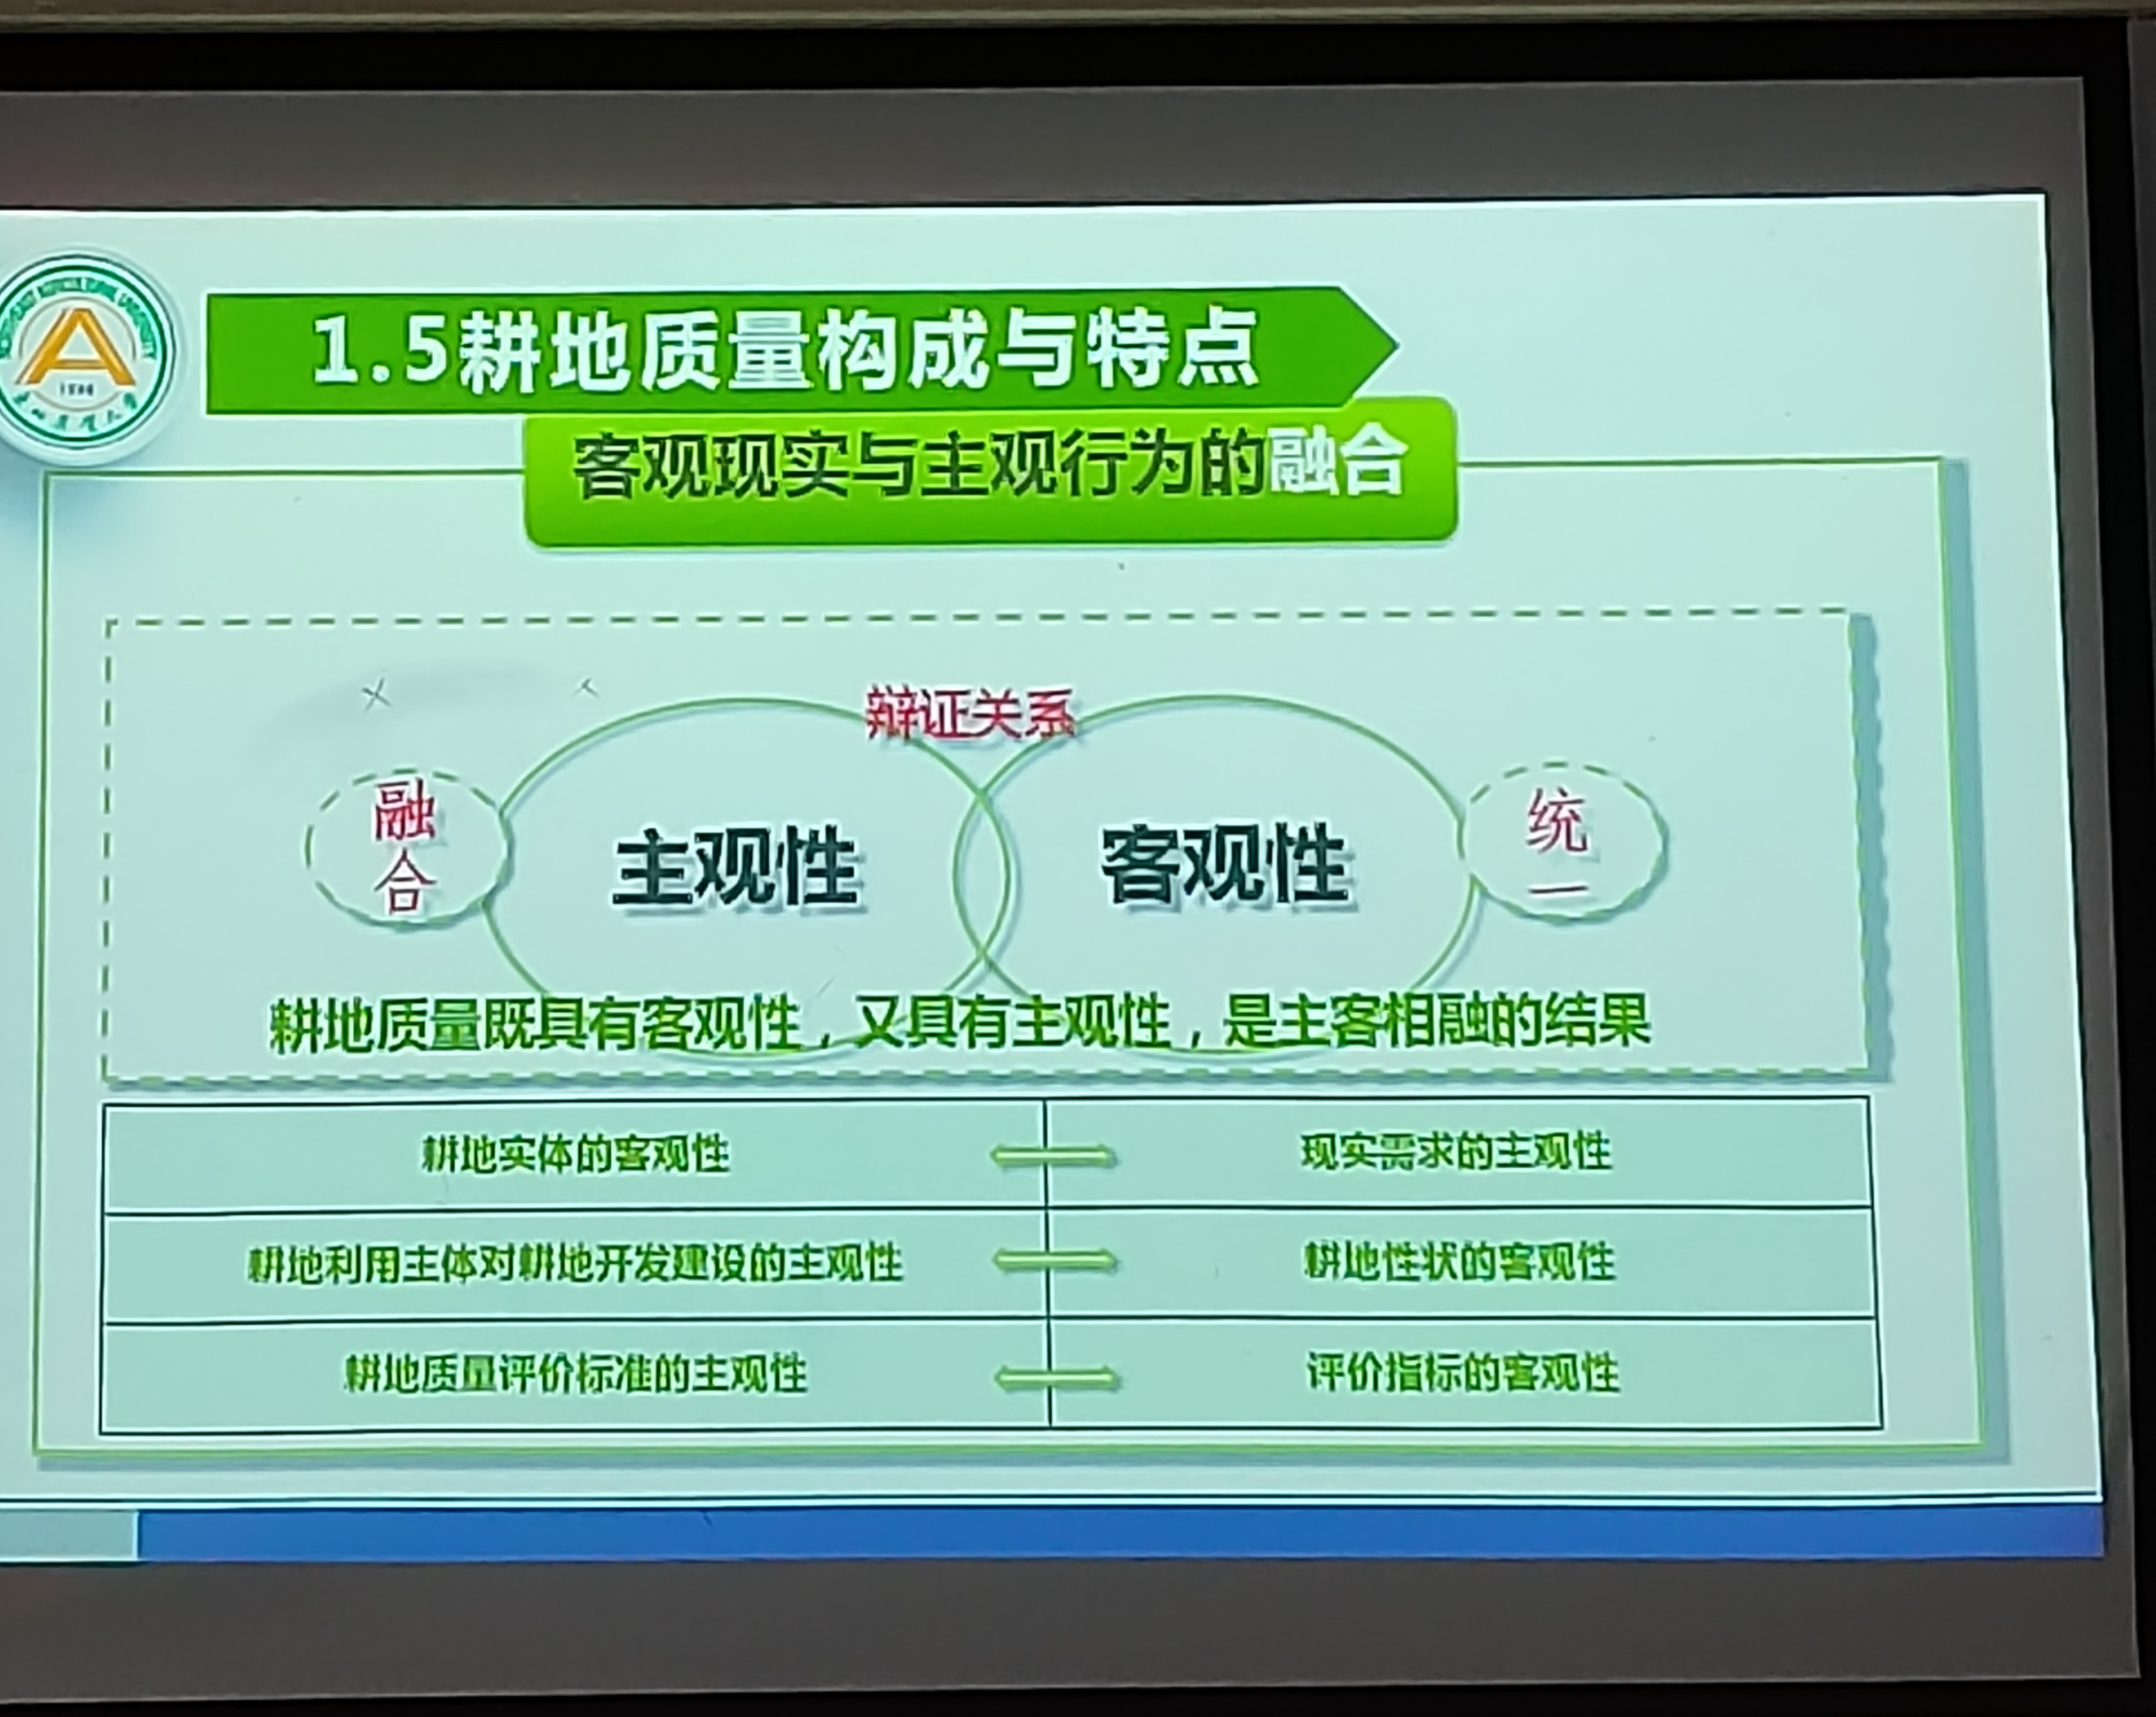 1.5耕地质量构成与特点
客观现实与主观行为的融合
辩证关系
融
合
主观性
客观性
统
一
耕地质量既具有客观性，又具有主观性，是主客相融的结果
耕地实体的客观性
现实需求的主观性
耕地利用主体对耕地开发建设的主观性
耕地性状的客观性
耕地质量评价标准的主观性
评价指标的客观性